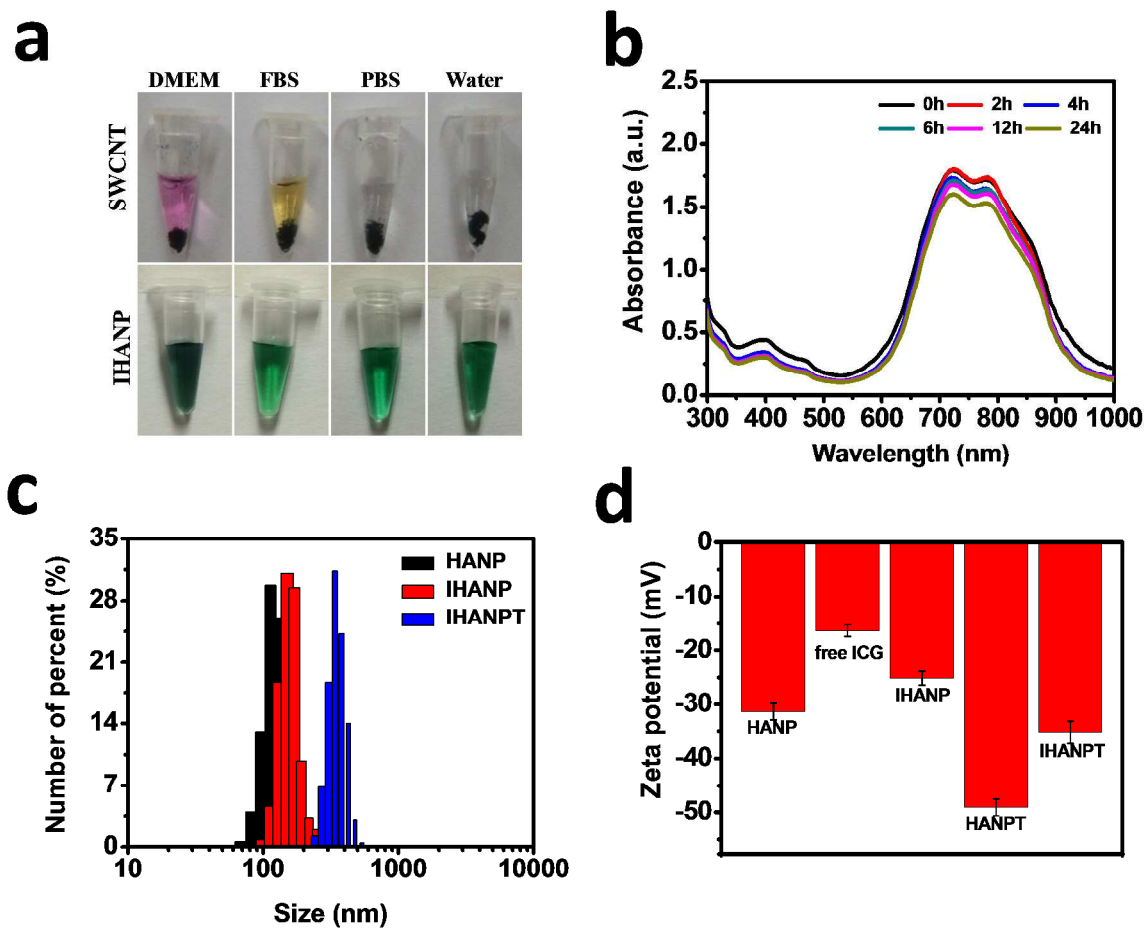 a
DMEM FBS PBS Water
SWCNT
IHANP
b
2.5
2.0
1.5
1.0
0.5
0.0
Absorbance (a.u.)
0h 2h 4h
6h 12h 24h
300 400 500 600 700 800 900 1000
Wavelength (nm)
c
35
28
21
14
7
0
Number of percent (%)
HANP
IHANP
IHANPT
10 100 1000 10000
Size (nm)
d
0
-10
-20
-30
-40
-50
Zeta potential (mV)
HANP
free ICG
IHANP
HANPT
IHANPT